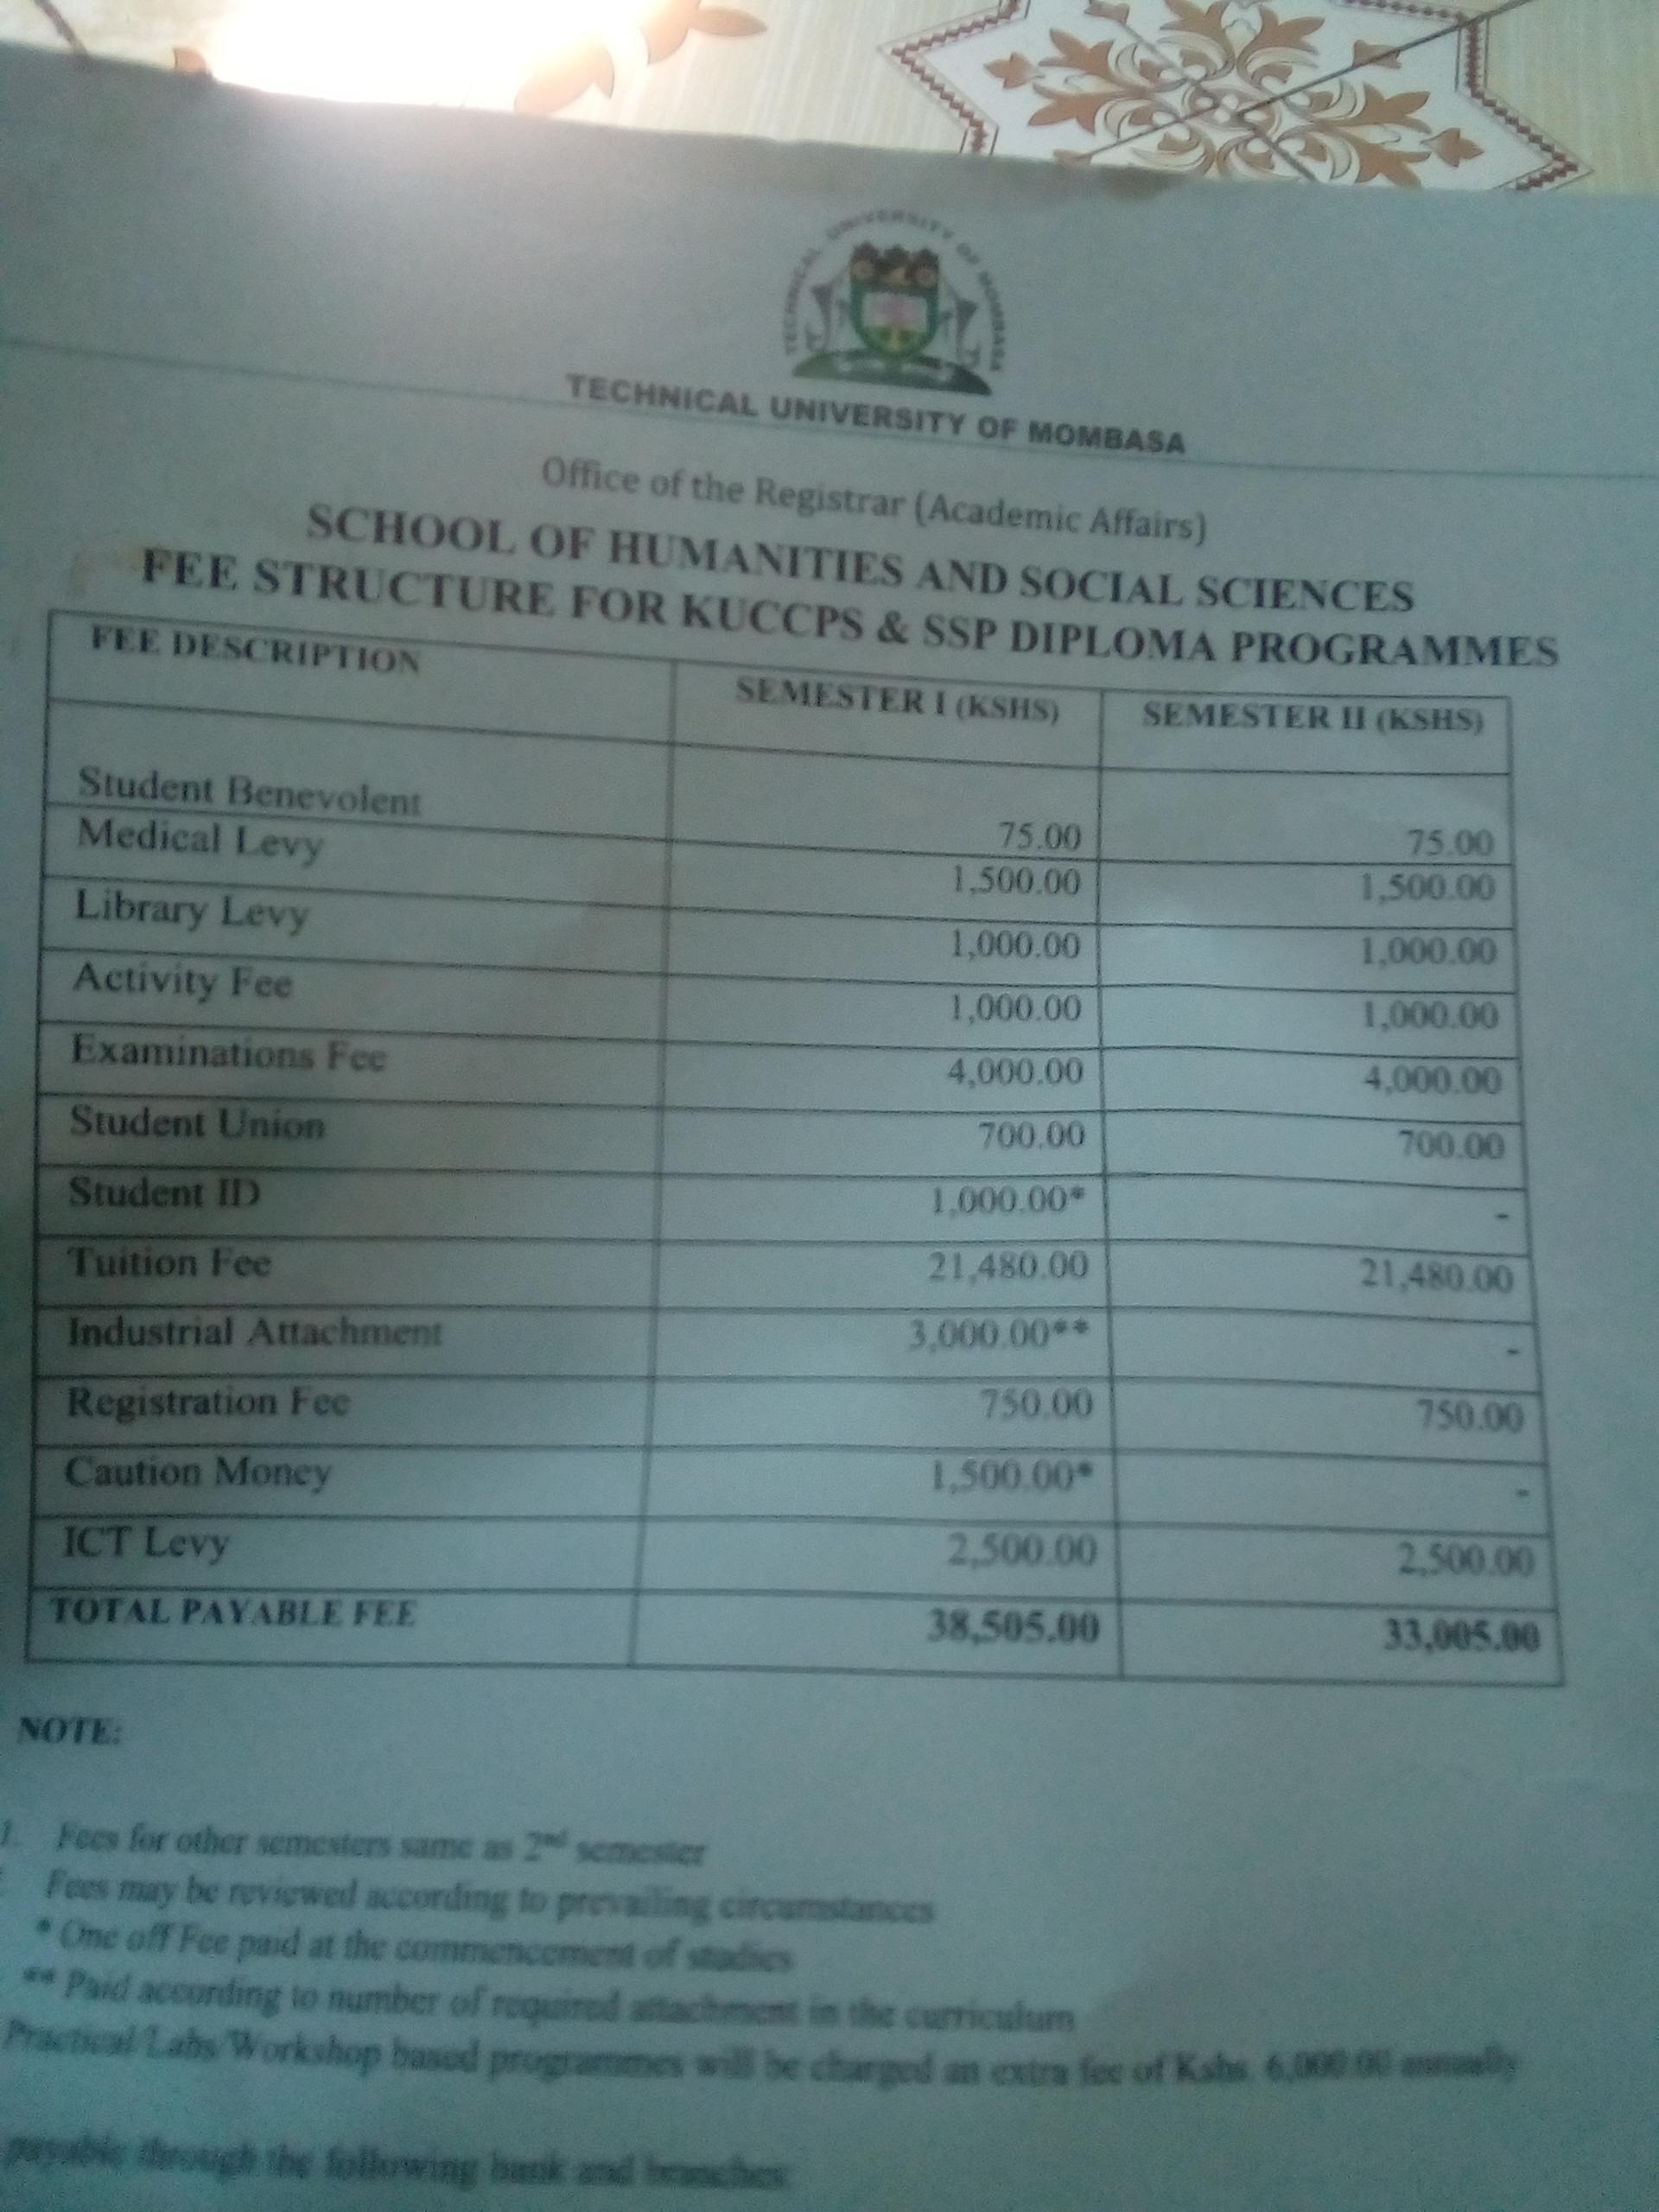 TECHNICAL UNIVERSITY OF MOMBASA
TECHNICAL UNIVERSITY OF MOMBASA
Office of the Registrar (Academic Affairs)
SCHOOL OF HUMANITIES AND SOCIAL SCIENCES
FEE STRUCTURE FOR KUCCPS & SSP DIPLOMA PROGRAMMES
FEE DESCRIPTION SEMESTER I (KSHS) SEMESTER II (KSHS)
Student Benevolent 75.00 75.00
Medical Levy 1,500.00 1,500.00
Library Levy 1,000.00 1,000.00
Activity Fee 1,000.00 1,000.00
Examinations Fee 4,000.00 4,000.00
Student Union 700.00 700.00
Student ID 1,000.00* -
Tuition Fee 21,480.00 21,480.00
Industrial Attachment 3,000.00** -
Registration Fee 750.00 750.00
Caution Money 1,500.00* -
ICT Levy 2,500.00 2,500.00
TOTAL PAYABLE FEE 38,505.00 33,005.00
NOTE:
1. Fees for other semesters same as 2nd semester
Fees may be reviewed according to prevailing circumstances
* One off Fee paid at the commencement of studies
** Paid according to number of required attachment in the curriculum
Practical/Labs/Workshop based programmes will be charged an extra fee of Kshs. 6,000.00 annually
payable through the following bank and branches: